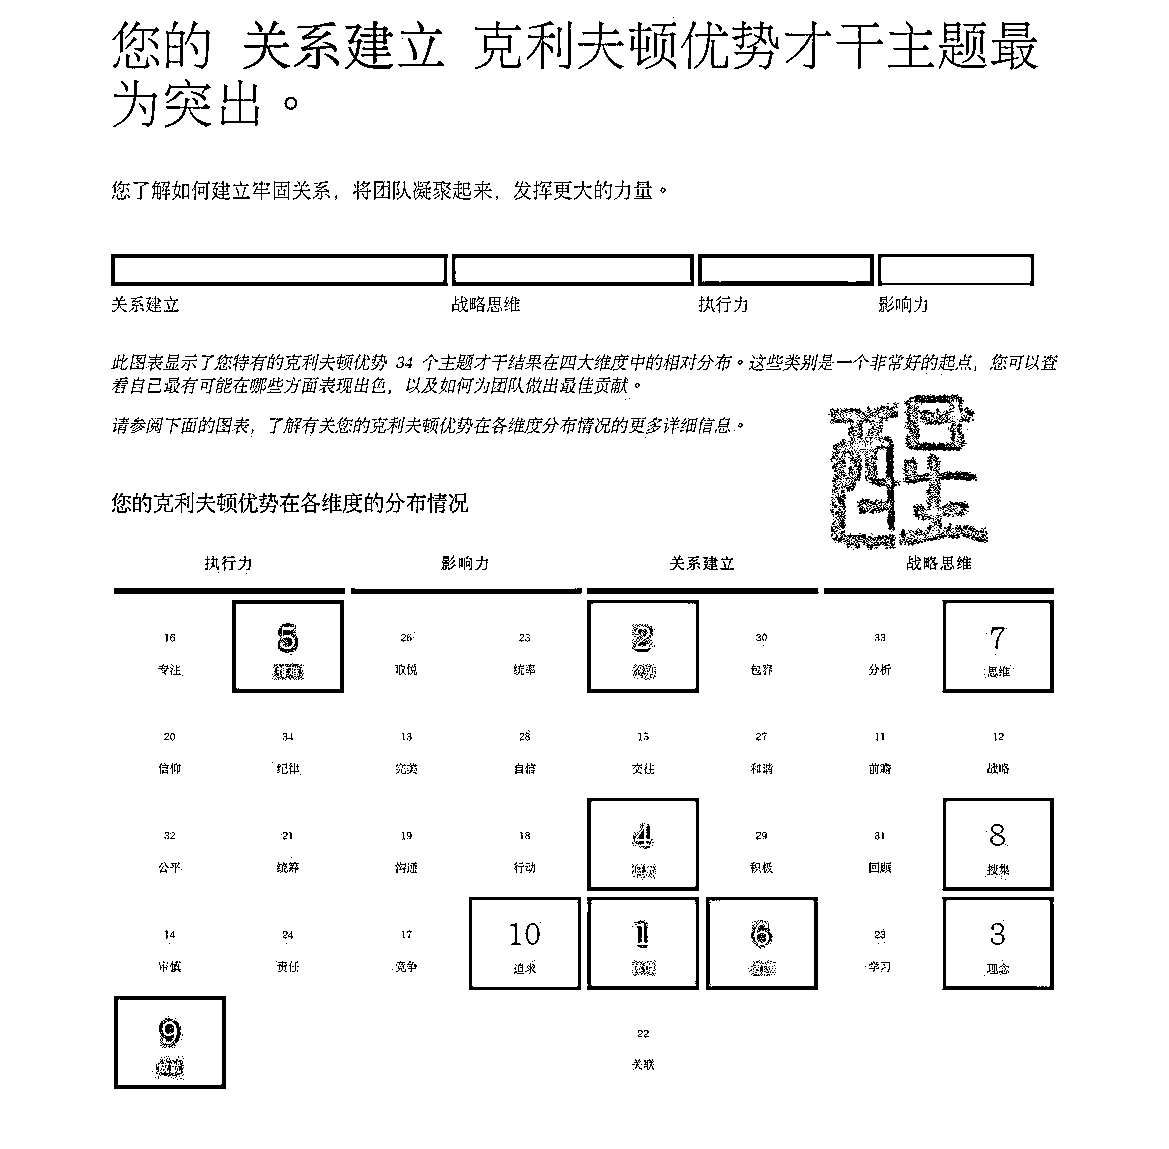 您的 关系建立 克利夫顿优势才干主题最
为突出。
您了解如何建立牢固关系，将团队凝聚起来，发挥更大的力量。
关系建立 战略思维 执行力 影响力
此图表显示了您特有的克利夫顿优势 34 个主题才干结果在四大维度中的相对分布。这些类别是一个非常好的起点，您可以查
看自己最有可能在哪些方面表现出色，以及如何为团队做出最佳贡献。
请参阅下面的图表，了解有关您的克利夫顿优势在各维度分布情况的更多详细信息。
醒
您的克利夫顿优势在各维度的分布情况
执行力 影响力 关系建立 战略思维
16 5 26 2 30 33 7
专注 取悦 统率 包容 分析 思维
20 34 13 28 15 27 11 12
信仰 纪律 完美 自信 交往 和谐 前瞻 战略
32 21 19 18 4 29 31 8
公平 统筹 沟通 行动 积极 回顾 搜集
14 24 17 10 1 6 23 3
审慎 责任 竞争 追求 学习 理念
9 22
关联